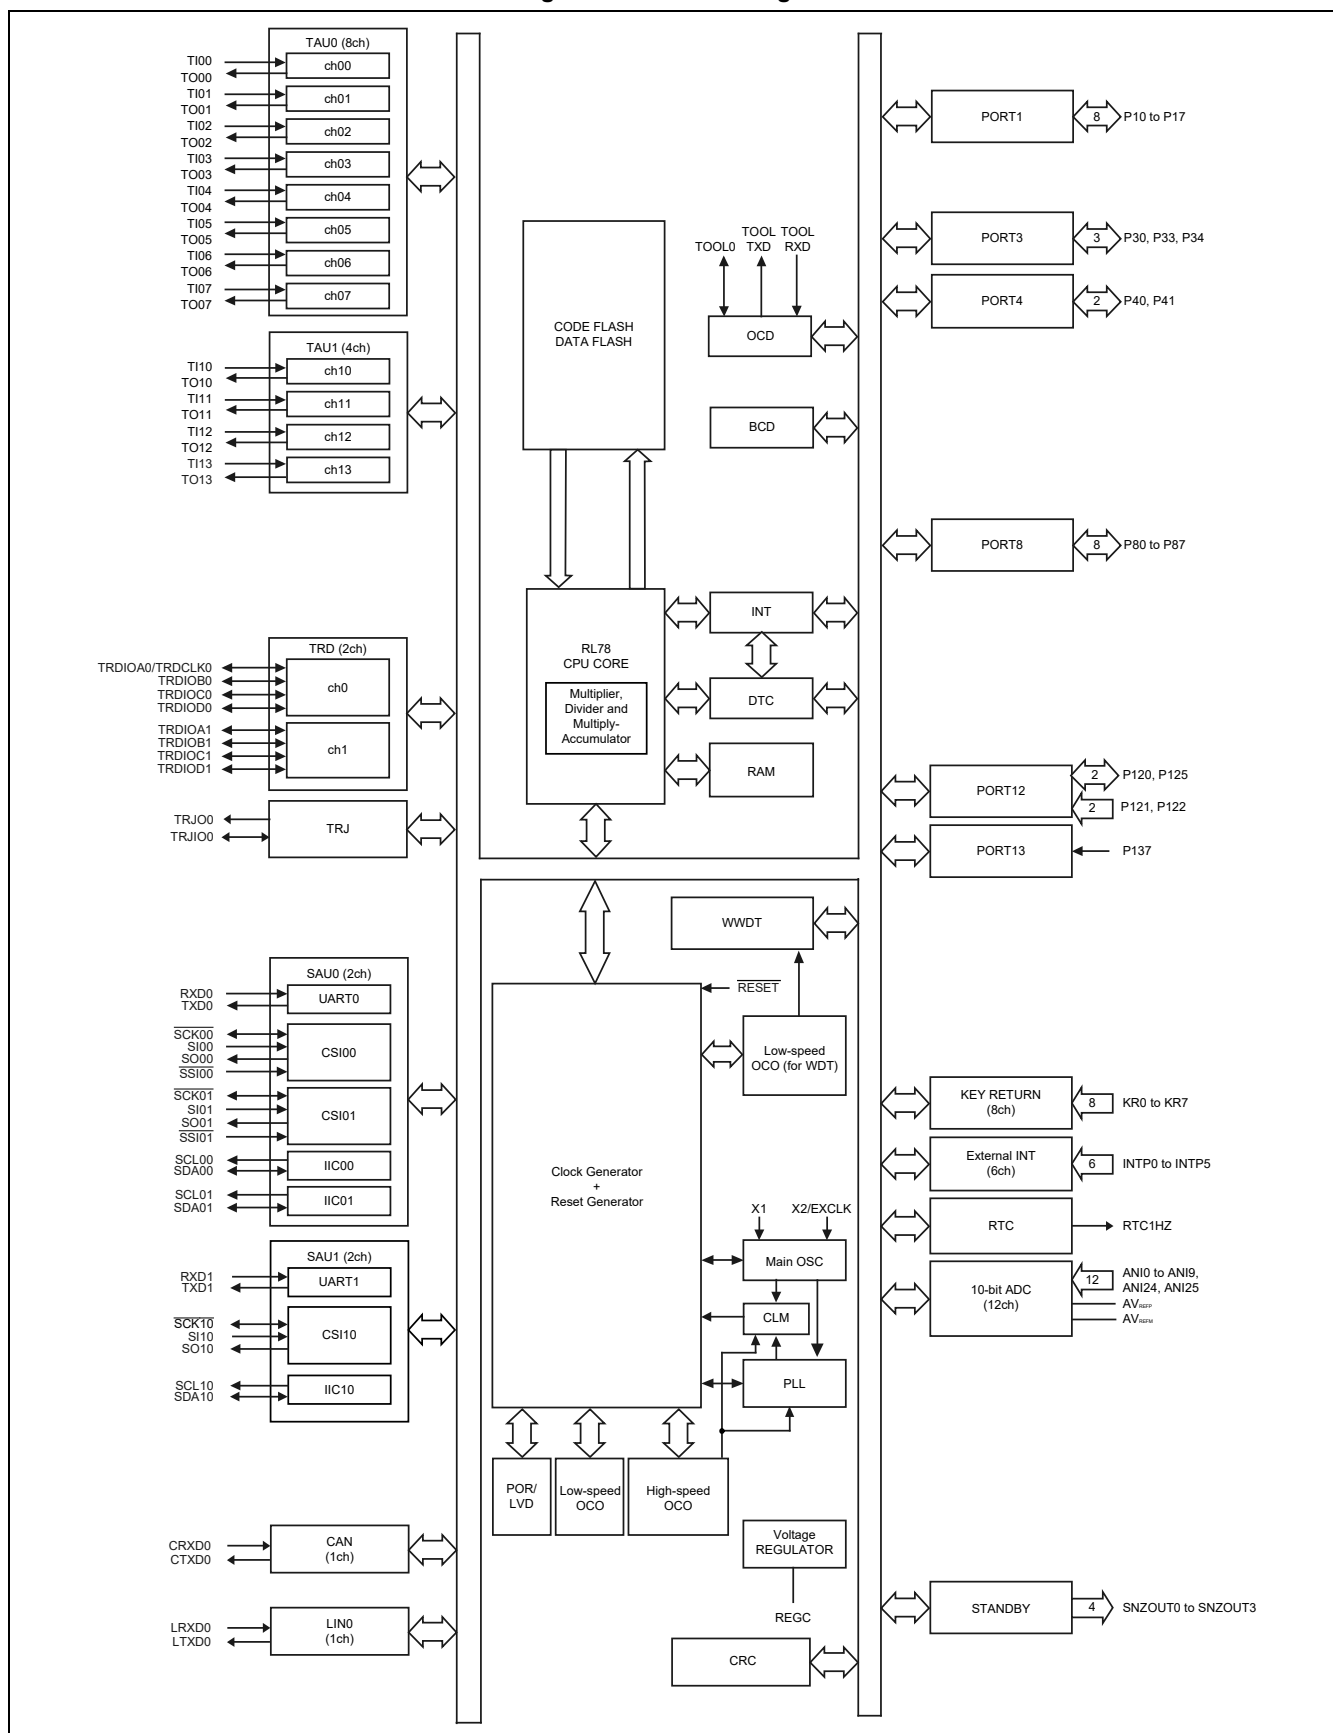 TAU0 (8ch)
TI00
TO00
ch00
TI01
TO01
ch01
TI02
TO02
ch02
TI03
TO03
ch03
TI04
TO04
ch04
TI05
TO05
ch05
TI06
TO06
ch06
TI07
TO07
ch07
TAU1 (4ch)
TI10
TO10
ch10
TI11
TO11
ch11
TI12
TO12
ch12
TI13
TO13
ch13
TRD (2ch)
TRDIOA0/TRDCLK0
TRDIOB0
TRDIOC0
TRDIOD0
ch0
TRDIOA1
TRDIOB1
TRDIOC1
TRDIOD1
ch1
TRJO0
TRJIO0
TRJ
SAU0 (2ch)
RXD0
TXD0
UART0
SCK00
SI00
SO00
SSI00
CSI00
SCK01
SI01
SO01
SSI01
CSI01
SCL00
SDA00
IIC00
SCL01
SDA01
IIC01
SAU1 (2ch)
RXD1
TXD1
UART1
SCK10
SI10
SO10
CSI10
SCL10
SDA10
IIC10
CRXD0
CTXD0
CAN
(1ch)
LRXD0
LTXD0
LIN0
(1ch)
CODE FLASH
DATA FLASH
TOOL0
TOOL
TXD
TOOL
RXD
OCD
BCD
RL78
CPU CORE
Multiplier,
Divider and
Multiply-
Accumulator
INT
DTC
RAM
WWDT
RESET
Low-speed
OCO (for WDT)
Clock Generator
+
Reset Generator
X1
X2/EXCLK
Main OSC
CLM
PLL
POR/
LVD
Low-speed
OCO
High-speed
OCO
Voltage
REGULATOR
REGC
CRC
PORT1
8
P10 to P17
PORT3
3
P30, P33, P34
PORT4
2
P40, P41
PORT8
8
P80 to P87
PORT12
2
P120, P125
2
P121, P122
PORT13
P137
KEY RETURN
(8ch)
8
KR0 to KR7
External INT
(6ch)
6
INTP0 to INTP5
RTC
RTC1HZ
10-bit ADC
(12ch)
12
ANI0 to ANI9,
ANI24, ANI25
AVREFP
AVREFM
STANDBY
4
SNZOUT0 to SNZOUT3